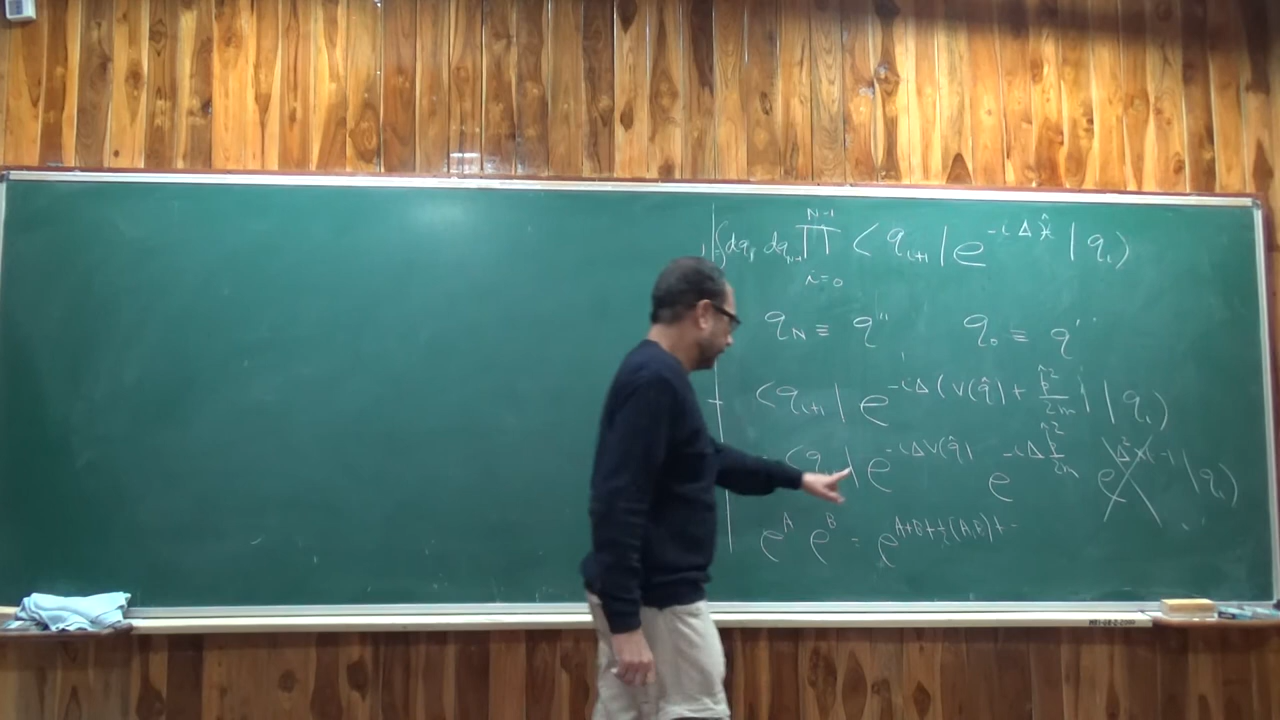 ∫dq₁ dq_{N-1} ∏_{i=0}^{N-1} ⟨q_{i+1}| e^{-iΔĤ} |q_i⟩
q_N ≡ q'' q_0 ≡ q'
⟨q_{i+1}| e^{-iΔ(V(q̂) + p̂²/2m)} |q_i⟩
⟨q e^{-iΔV(q̂)} e^{-iΔ p̂²/2m} |q_i⟩
e^A e^B = e^{A+B+½[A,B]+-